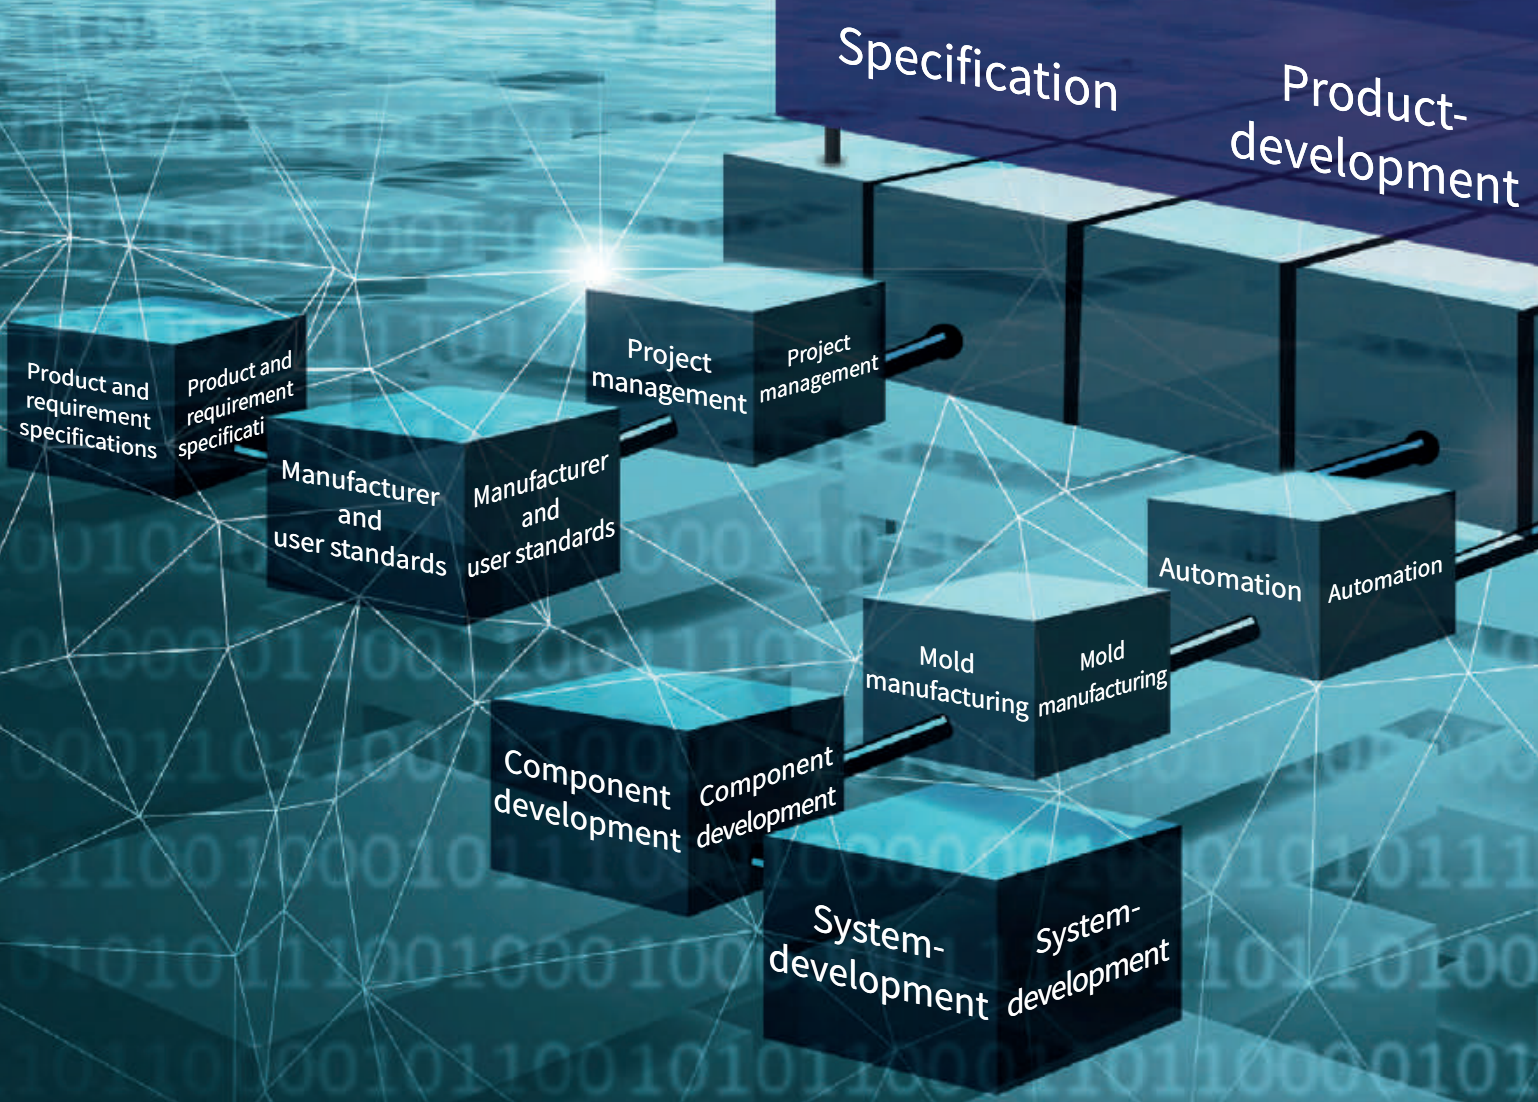 Specification
Product-
development
Project
management
Project
management
Product and
requirement
specifications
Product and
requirement
specificati
Manufacturer
and
user standards
Manufacturer
and
user standards
Automation
Automation
Mold
manufacturing
Mold
manufacturing
Component
development
Component
development
System-
development
System-
development